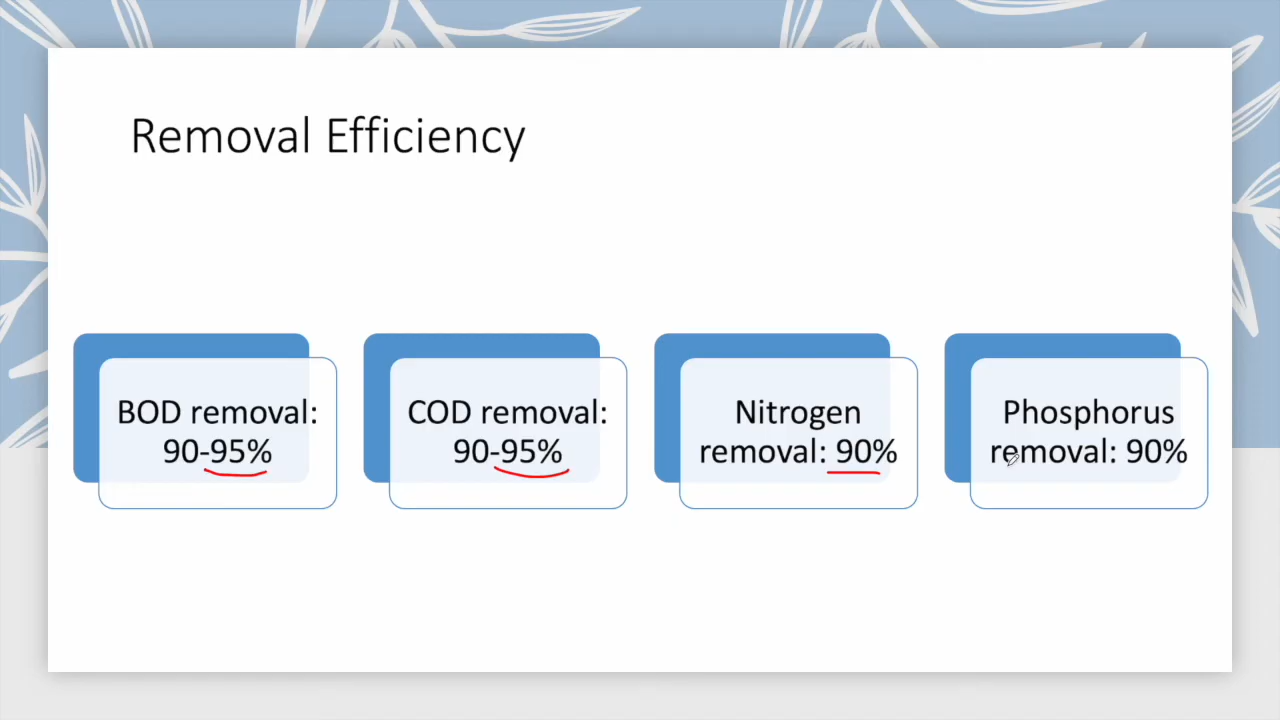 Removal Efficiency
BOD removal:
90-95%
COD removal:
90-95%
Nitrogen
removal: 90%
Phosphorus
removal: 90%